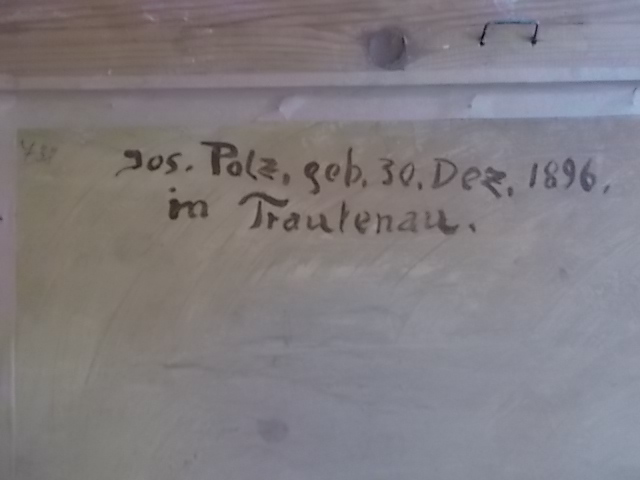 Jos. Polz, geb. 30. Dez. 1896.
in Trautenau.